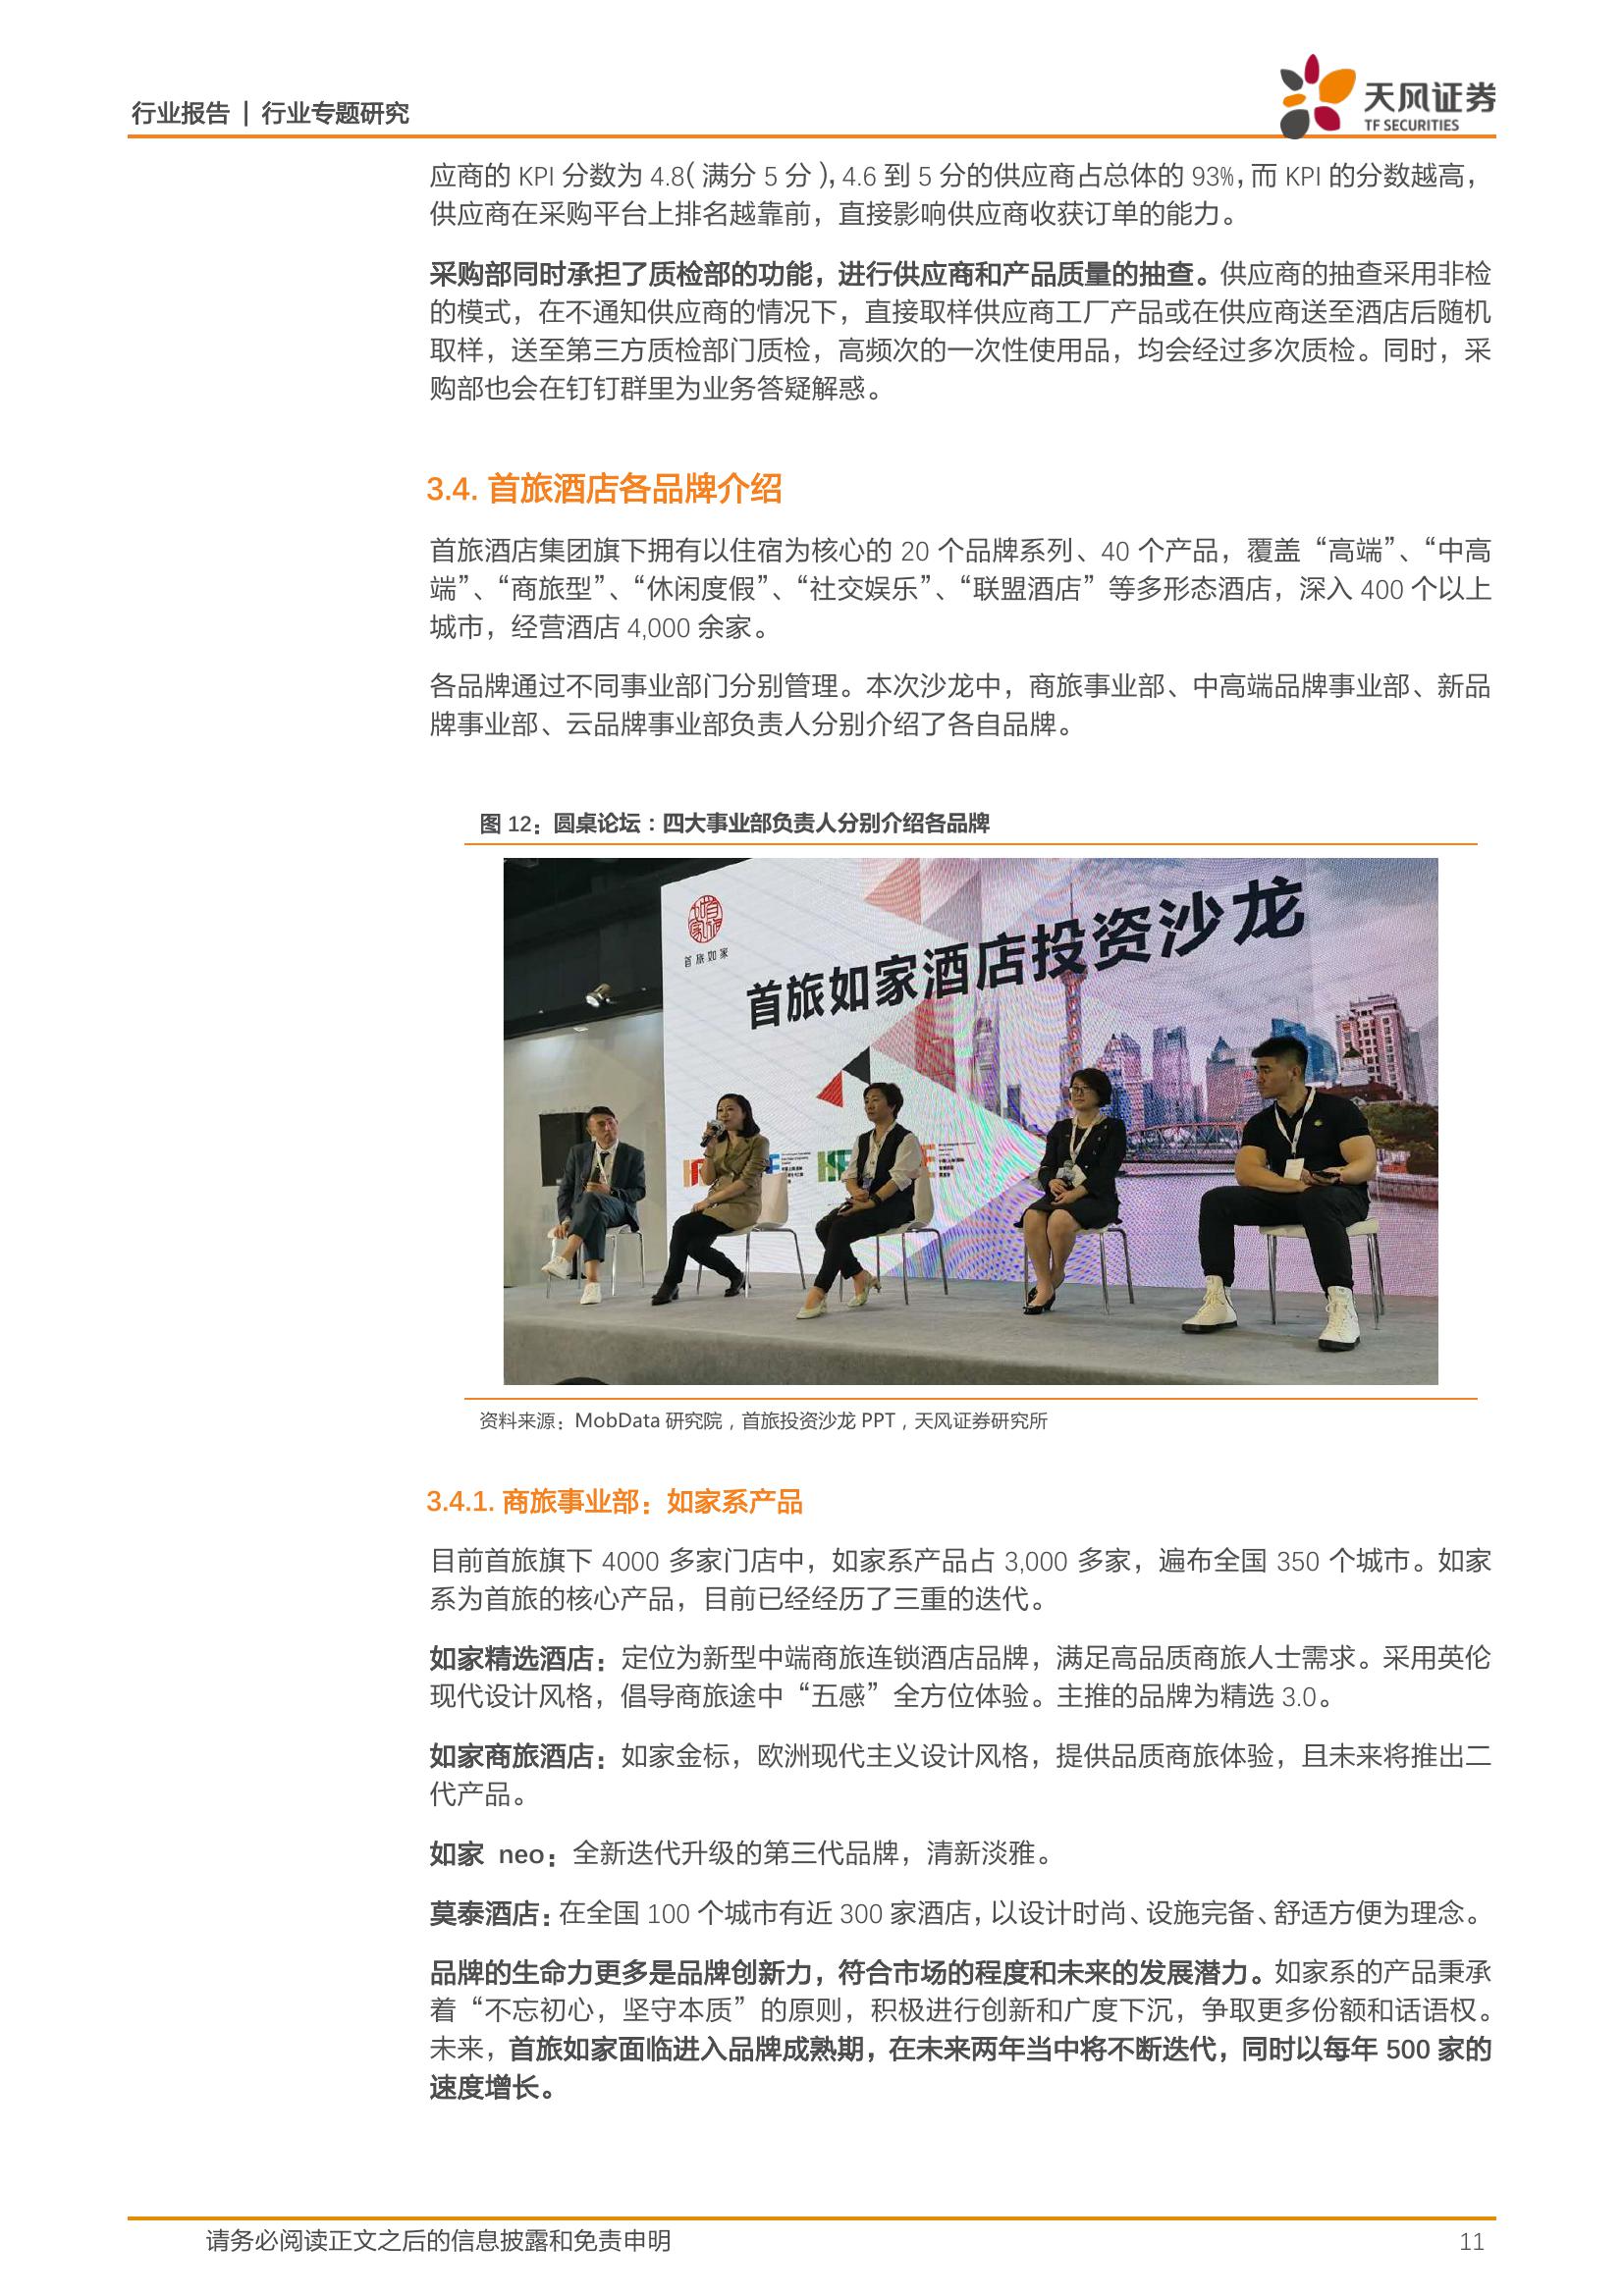 行业报告 | 行业专题研究
天风证券
TF SECURITIES
应商的 KPI 分数为 4.8（满分 5 分），4.6 到 5 分的供应商占总体的 93%，而 KPI 的分数越高，
供应商在采购平台上排名越靠前，直接影响供应商收获订单的能力。
采购部同时承担了质检部的功能，进行供应商和产品质量的抽查。供应商的抽查采用非检
的模式，在不通知供应商的情况下，直接取样供应商工厂产品或在供应商送至酒店后随机
取样，送至第三方质检部门质检，高频次的一次性使用品，均会经过多次质检。同时，采
购部也会在钉钉群里为业务答疑解惑。
3.4. 首旅酒店各品牌介绍
首旅酒店集团旗下拥有以住宿为核心的 20 个品牌系列、40 个产品，覆盖“高端”、“中高
端”、“商旅型”、“休闲度假”、“社交娱乐”、“联盟酒店” 等多形态酒店，深入 400 个以上
城市，经营酒店 4,000 余家。
各品牌通过不同事业部门分别管理。本次沙龙中，商旅事业部、中高端品牌事业部、新品
牌事业部、云品牌事业部负责人分别介绍了各自品牌。
图 12：圆桌论坛：四大事业部负责人分别介绍各品牌
首旅如家
首旅如家酒店投资沙龙
资料来源：MobData 研究院，首旅投资沙龙 PPT，天风证券研究所
3.4.1. 商旅事业部：如家系产品
目前首旅旗下 4000 多家门店中，如家系产品占 3,000 多家，遍布全国 350 个城市。如家
系为首旅的核心产品，目前已经经历了三重的迭代。
如家精选酒店：定位为新型中端商旅连锁酒店品牌，满足高品质商旅人士需求。采用英伦
现代设计风格，倡导商旅途中“五感”全方位体验。主推的品牌为精选 3.0。
如家商旅酒店：如家金标，欧洲现代主义设计风格，提供品质商旅体验，且未来将推出二
代产品。
如家 neo：全新迭代升级的第三代品牌，清新淡雅。
莫泰酒店：在全国 100 个城市有近 300 家酒店，以设计时尚、设施完备、舒适方便为理念。
品牌的生命力更多是品牌创新力，符合市场的程度和未来的发展潜力。如家系的产品秉承
着“不忘初心，坚守本质”的原则，积极进行创新和广度下沉，争取更多份额和话语权。
未来，首旅如家面临进入品牌成熟期，在未来两年当中将不断迭代，同时以每年 500 家的
速度增长。
请务必阅读正文之后的信息披露和免责申明
11